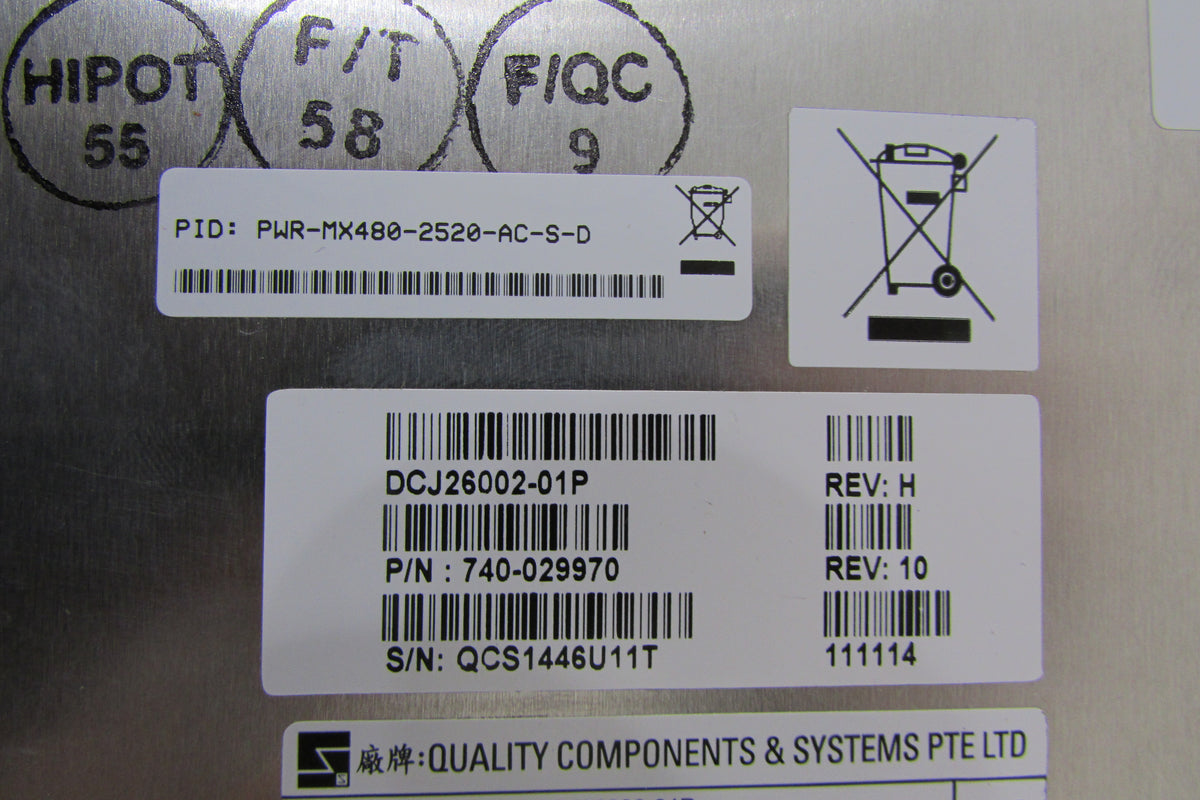 HIPOT
55
F/T
58
F/QC
9
PID: PWR-MX480-2520-AC-S-D
DCJ26002-01P
REV: H
P/N : 740-029970
REV: 10
S/N: QCS1446U11T
111114
廠牌:QUALITY COMPONENTS & SYSTEMS PTE LTD